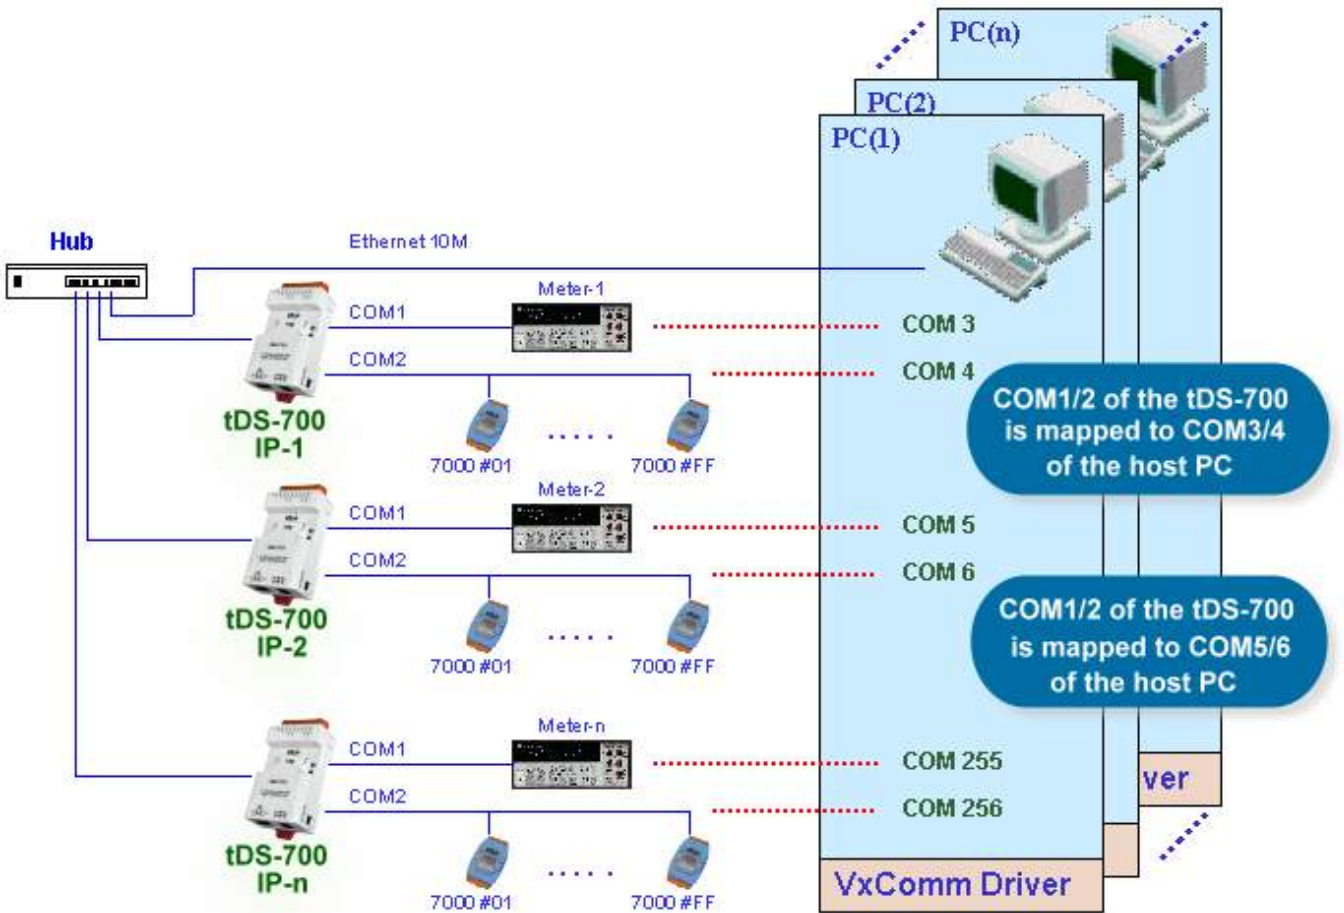 PC(n)
PC(2)
PC(1)
Hub
Ethernet 10M
COM1
Meter-1
COM 3
COM2
COM 4
tDS-700
IP-1
7000 #01
7000 #FF
COM1/2 of the tDS-700
is mapped to COM3/4
of the host PC
COM1
Meter-2
COM 5
COM2
COM 6
tDS-700
IP-2
7000 #01
7000 #FF
COM1/2 of the tDS-700
is mapped to COM5/6
of the host PC
COM1
Meter-n
COM 255
COM2
COM 256
tDS-700
IP-n
7000 #01
7000 #FF
ver
VxComm Driver